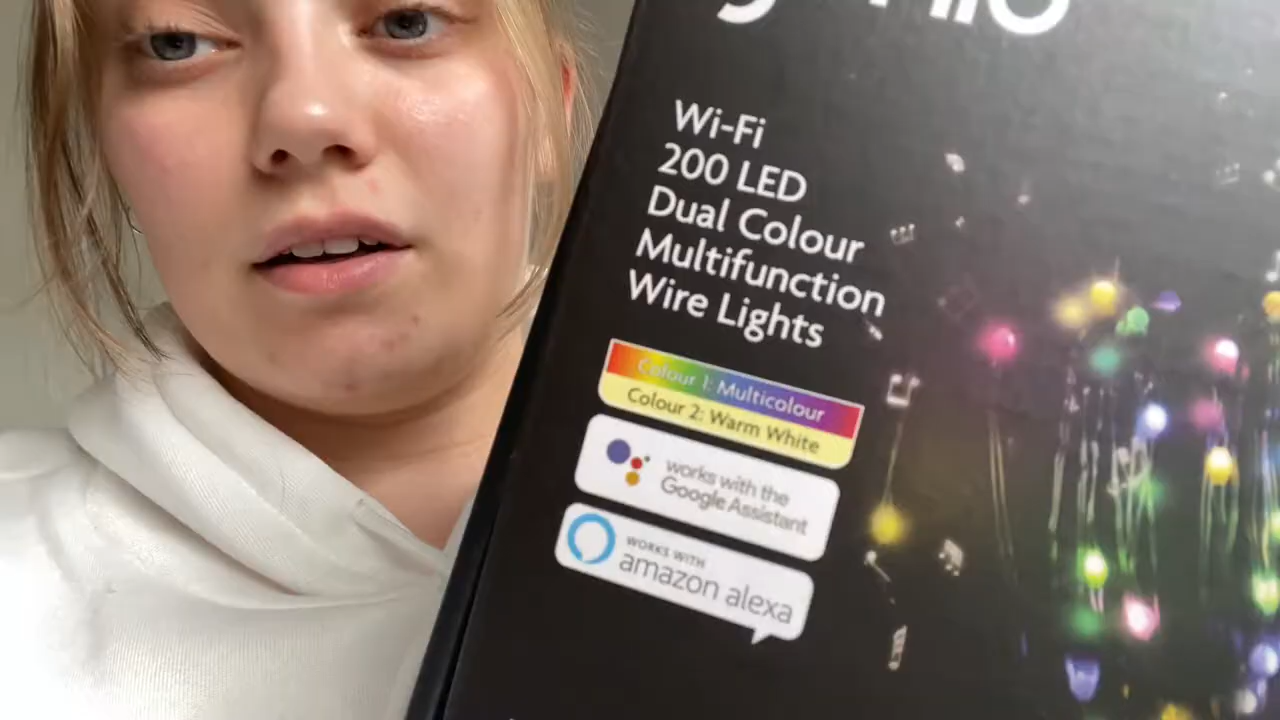 Wi-Fi
200 LED
Dual Colour
Multifunction
Wire Lights
Colour 1: Multicolour
Colour 2: Warm White
works with the
Google Assistant
WORKS WITH
amazon alexa